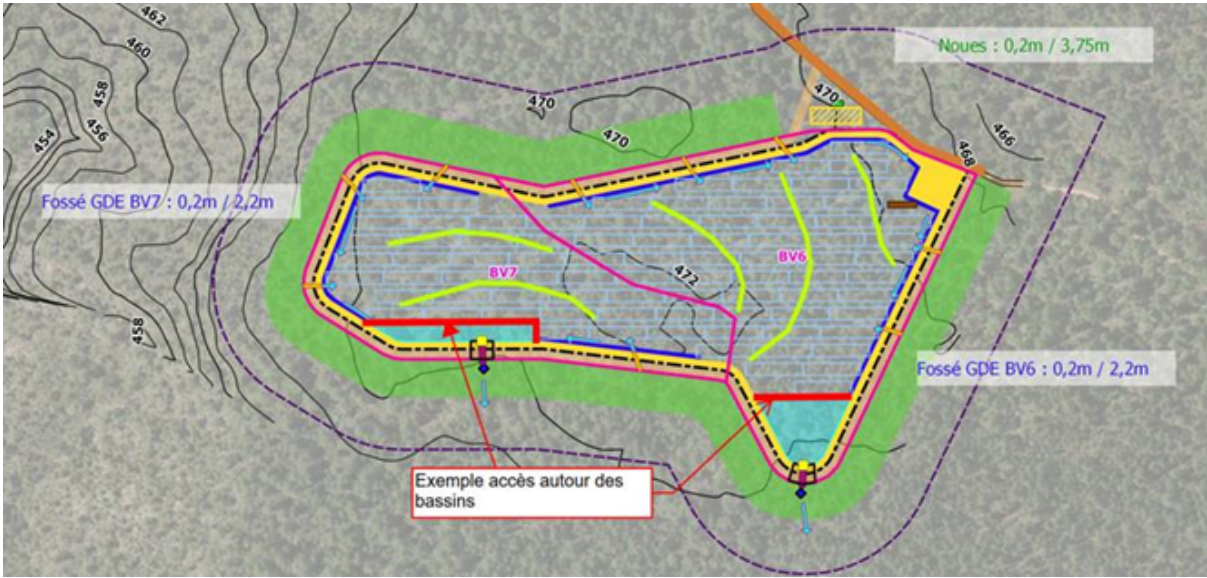 462
460
458
456
454
458
470
470
470
Noues : 0,2m / 3,75m
466
468
Fossé GDE BV7 : 0,2m / 2,2m
BV7
472
BV6
Fossé GDE BV6 : 0,2m / 2,2m
Exemple accès autour des
bassins